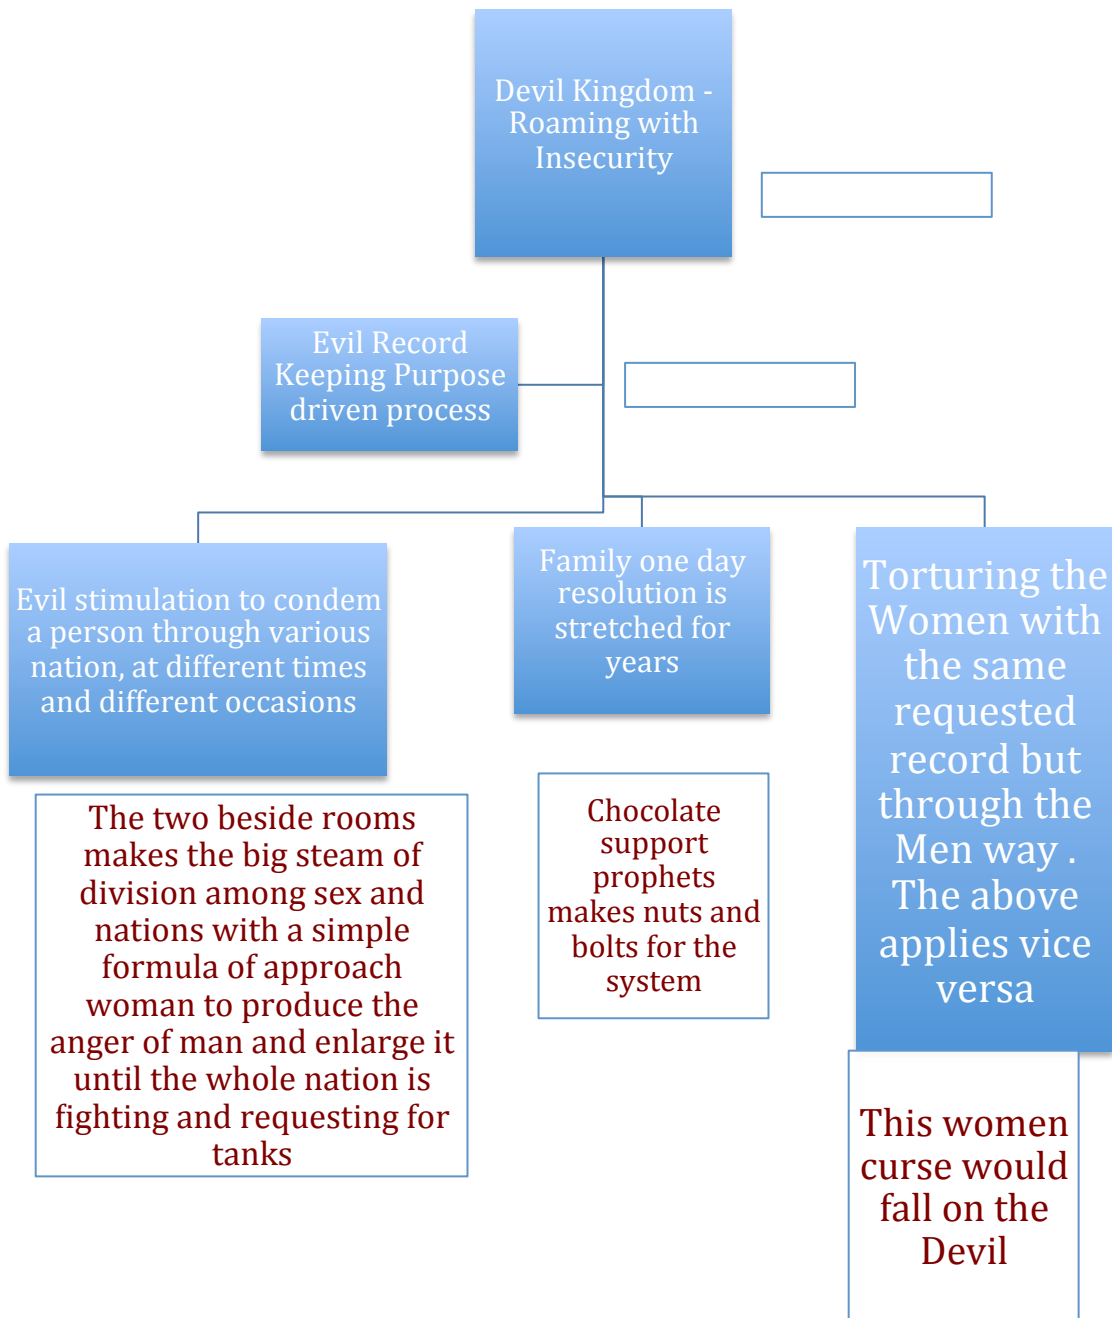 Devil Kingdom -
Roaming with
Insecurity
Evil Record
Keeping Purpose
driven process
Evil stimulation to condem
a person through various
nation, at different times
and different occasions
The two beside rooms
makes the big steam of
division among sex and
nations with a simple
formula of approach
woman to produce the
anger of man and enlarge it
until the whole nation is
fighting and requesting for
tanks
Family one day
resolution is
stretched for
years
Chocolate
support
prophets
makes nuts and
bolts for the
system
Torturing the
Women with
the same
requested
record but
through the
Men way .
The above
applies vice
versa
This women
curse would
fall on the
Devil